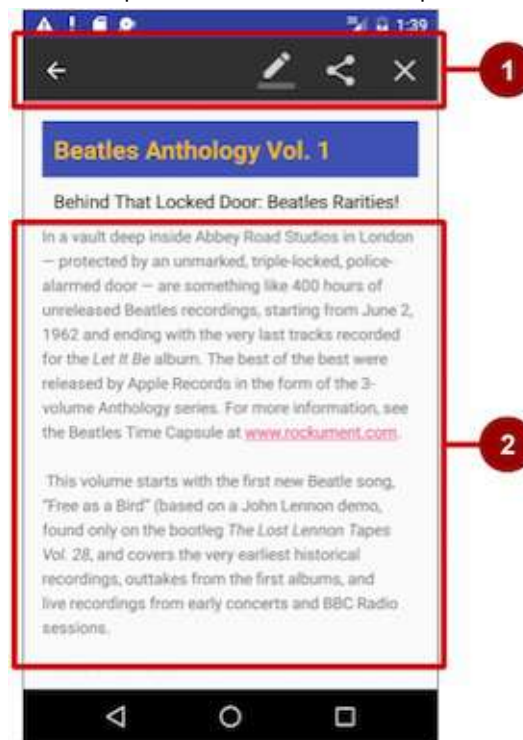 1:39
1
Beatles Anthology Vol. 1
Behind That Locked Door: Beatles Rarities!
In a vault deep inside Abbey Road Studios in London
— protected by an unmarked, triple-locked, police-
alarmed door — are something like 400 hours of
unreleased Beatles recordings, starting from June 2,
1962 and ending with the very last tracks recorded
for the Let It Be album. The best of the best were
released by Apple Records in the form of the 3-
volume Anthology series. For more information, see
the Beatles Time Capsule at www.rockument.com.
2
This volume starts with the first new Beatle song,
"Free as a Bird" (based on a John Lennon demo,
found only on the bootleg The Lost Lennon Tapes
Vol. 28, and covers the very earliest historical
recordings, outtakes from the first albums, and
live recordings from early concerts and BBC Radio
sessions.